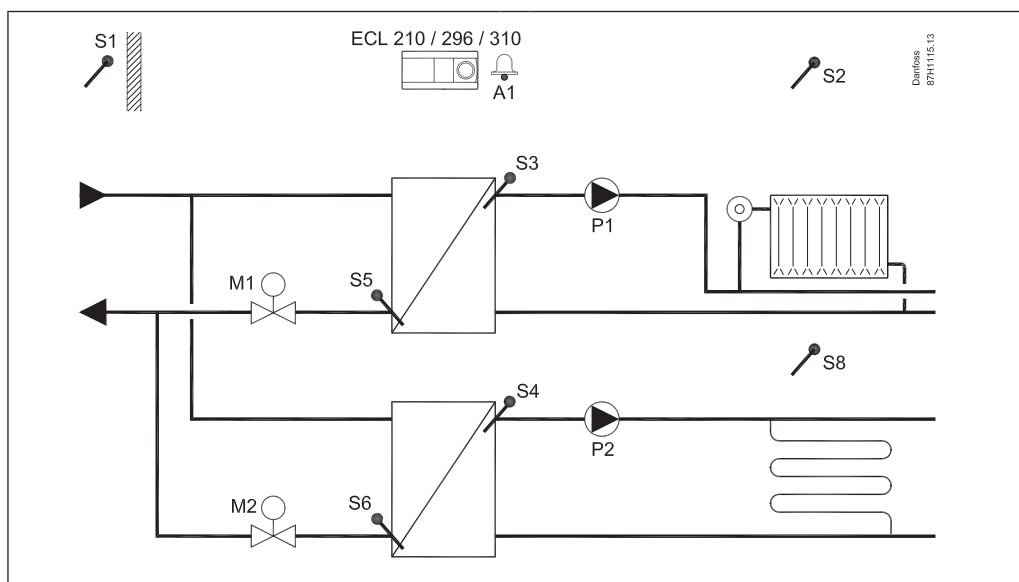 ECL 210 / 296 / 310
S1
A1
S2
Danfoss
87H1115.13
S3
P1
M1
S5
S8
S4
P2
M2
S6